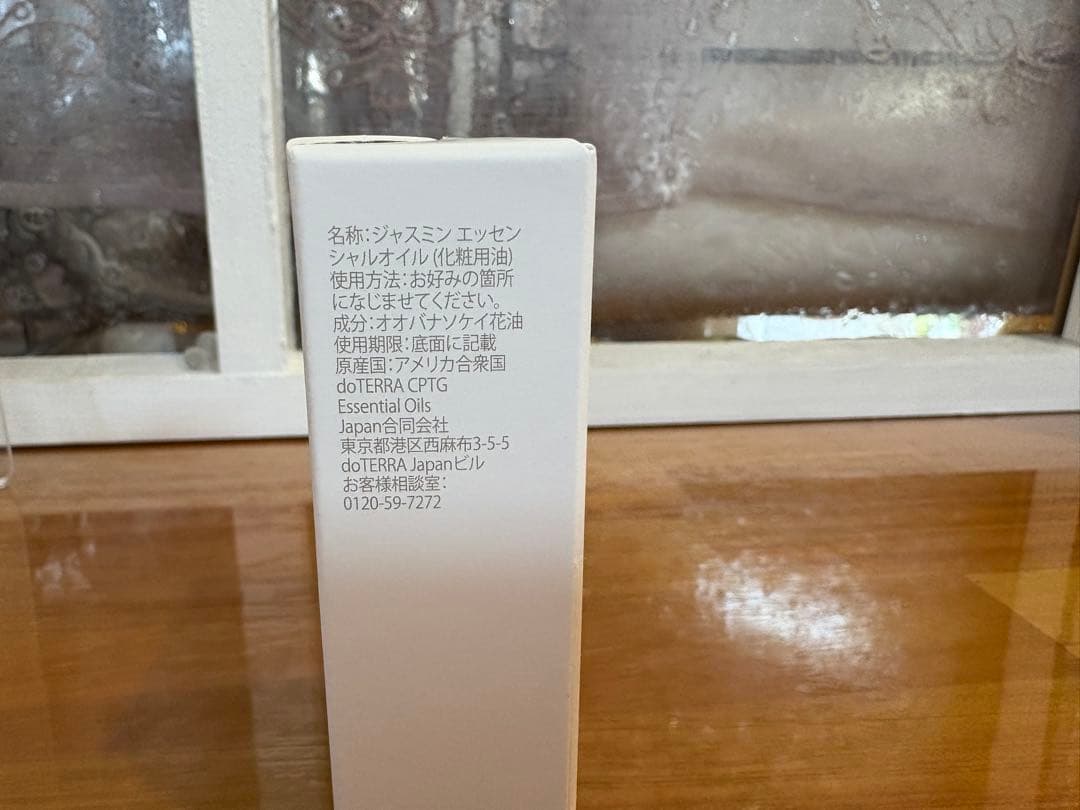 名称：ジャスミン エッセン
シャルオイル (化粧用油)
使用方法：お好みの箇所
になじませてください。
成分：オオバナソケイ花油
使用期限：底面に記載
原産国：アメリカ合衆国
doTERRA CPTG
Essential Oils
Japan合同会社
東京都港区西麻布3-5-5
doTERRA Japanビル
お客様相談室：
0120-59-7272